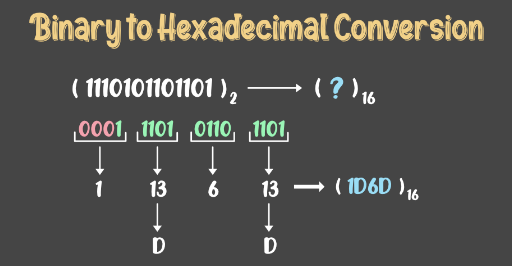 Binary to Hexadecimal Conversion
( 1110101101101 )₂ → ( ? )₁₆
0001 1101 0110 1101
1 13 6 13 → ( 1D6D )₁₆
D D